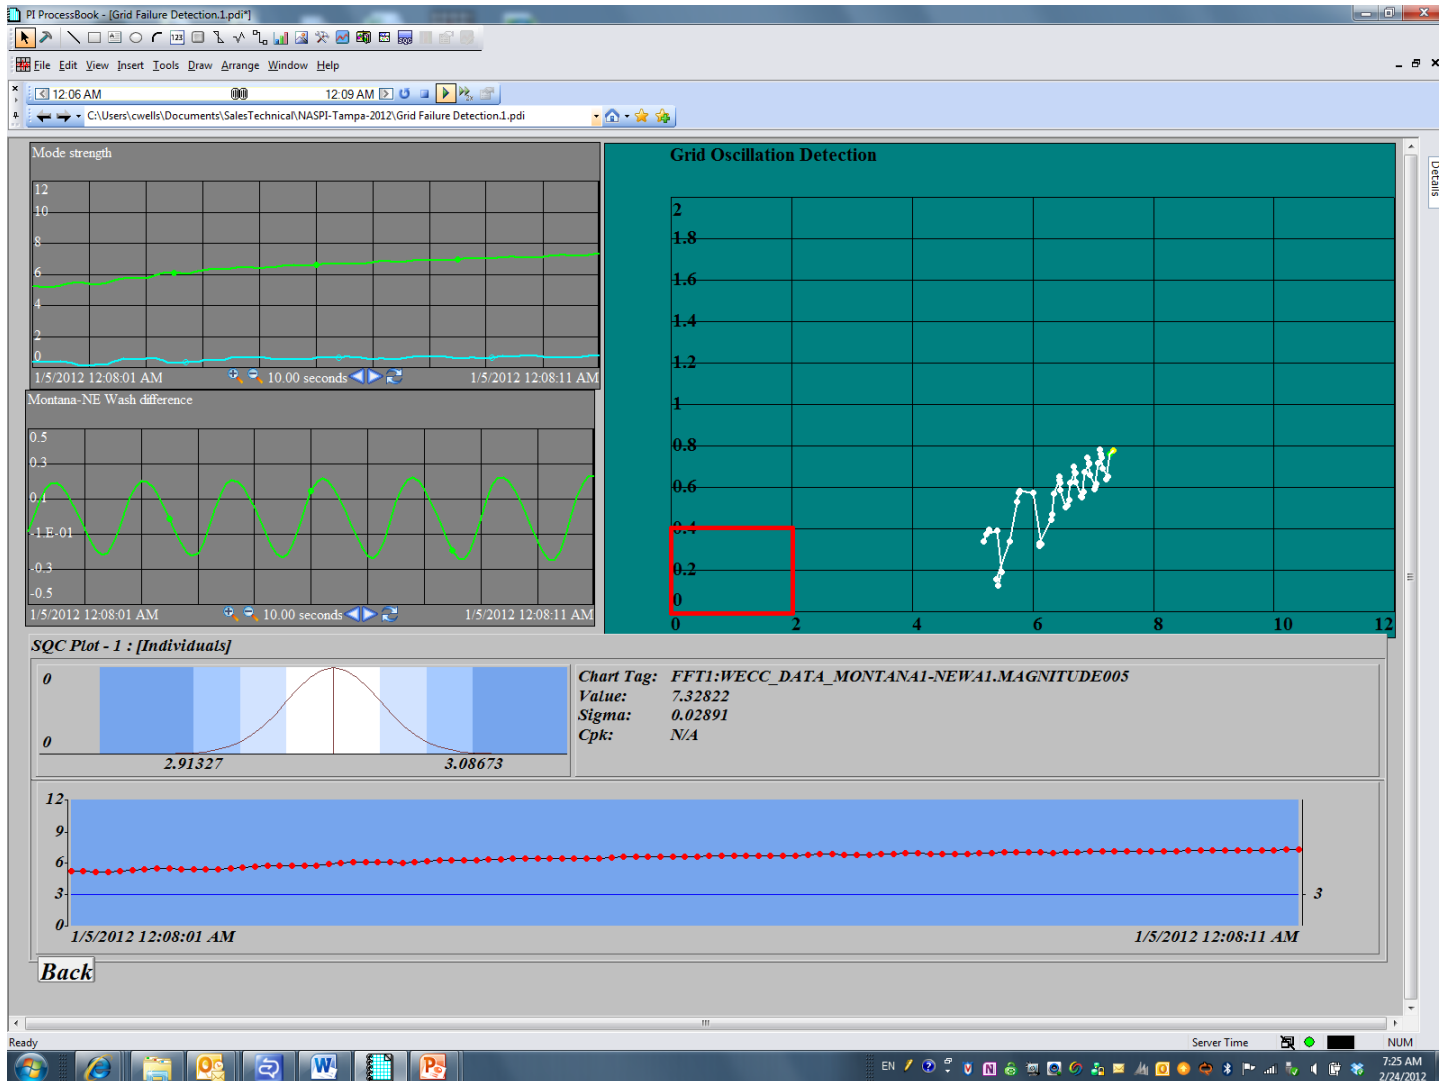 PI ProcessBook - [Grid Failure Detection.1.pdi*]
File Edit View Insert Tools Draw Arrange Window Help
12:06 AM 12:09 AM
C:\Users\cwells\Documents\SalesTechnical\NASPI-Tampa-2012\Grid Failure Detection.1.pdi
Details
Mode strength
12
10
8
6
4
2
0
1/5/2012 12:08:01 AM 10.00 seconds 1/5/2012 12:08:11 AM
Montana-NE Wash difference
0.5
0.3
0.1
-1.E-01
-0.3
-0.5
1/5/2012 12:08:01 AM 10.00 seconds 1/5/2012 12:08:11 AM
Grid Oscillation Detection
2
1.8
1.6
1.4
1.2
1
0.8
0.6
0.4
0.2
0
0 2 4 6 8 10 12
SQC Plot - 1 : [Individuals]
0
0
2.91327 3.08673
Chart Tag: FFT1:WECC_DATA_MONTANA1-NEWA1.MAGNITUDE005
Value: 7.32822
Sigma: 0.02891
Cpk: N/A
12
9
6
3
0
3
1/5/2012 12:08:01 AM 1/5/2012 12:08:11 AM
Back
Ready Server Time NUM
EN 7:25 AM
2/24/2012